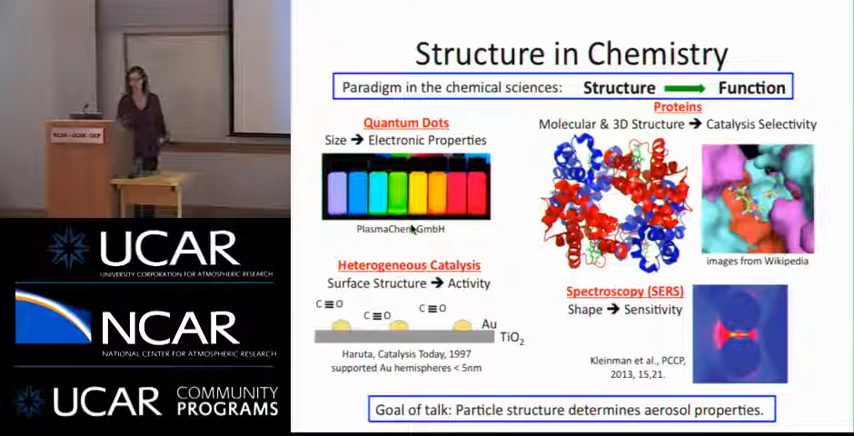 Structure in Chemistry
Paradigm in the chemical sciences: Structure → Function
Quantum Dots
Size → Electronic Properties
PlasmaChem GmbH
Proteins
Molecular & 3D Structure → Catalysis Selectivity
images from Wikipedia
Heterogeneous Catalysis
Surface Structure → Activity
C≡O
C≡O
C≡O
Au
TiO2
Haruta, Catalysis Today, 1997
supported Au hemispheres < 5nm
Spectroscopy (SERS)
Shape → Sensitivity
Kleinman et al., PCCP,
2013, 15,21.
Goal of talk: Particle structure determines aerosol properties.
NCAR • UCAR • UCP
UCAR
UNIVERSITY CORPORATION FOR ATMOSPHERIC RESEARCH
NCAR
NATIONAL CENTER FOR ATMOSPHERIC RESEARCH
UCAR COMMUNITY
PROGRAMS